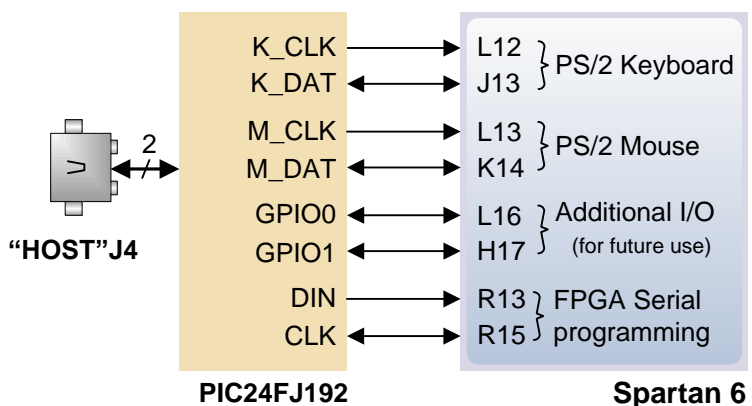 K_CLK L12
K_DAT J13
PS/2 Keyboard
M_CLK L13
M_DAT K14
PS/2 Mouse
2
GPIO0 L16
GPIO1 H17
Additional I/O
(for future use)
"HOST"J4
DIN R13
CLK R15
FPGA Serial
programming
PIC24FJ192
Spartan 6